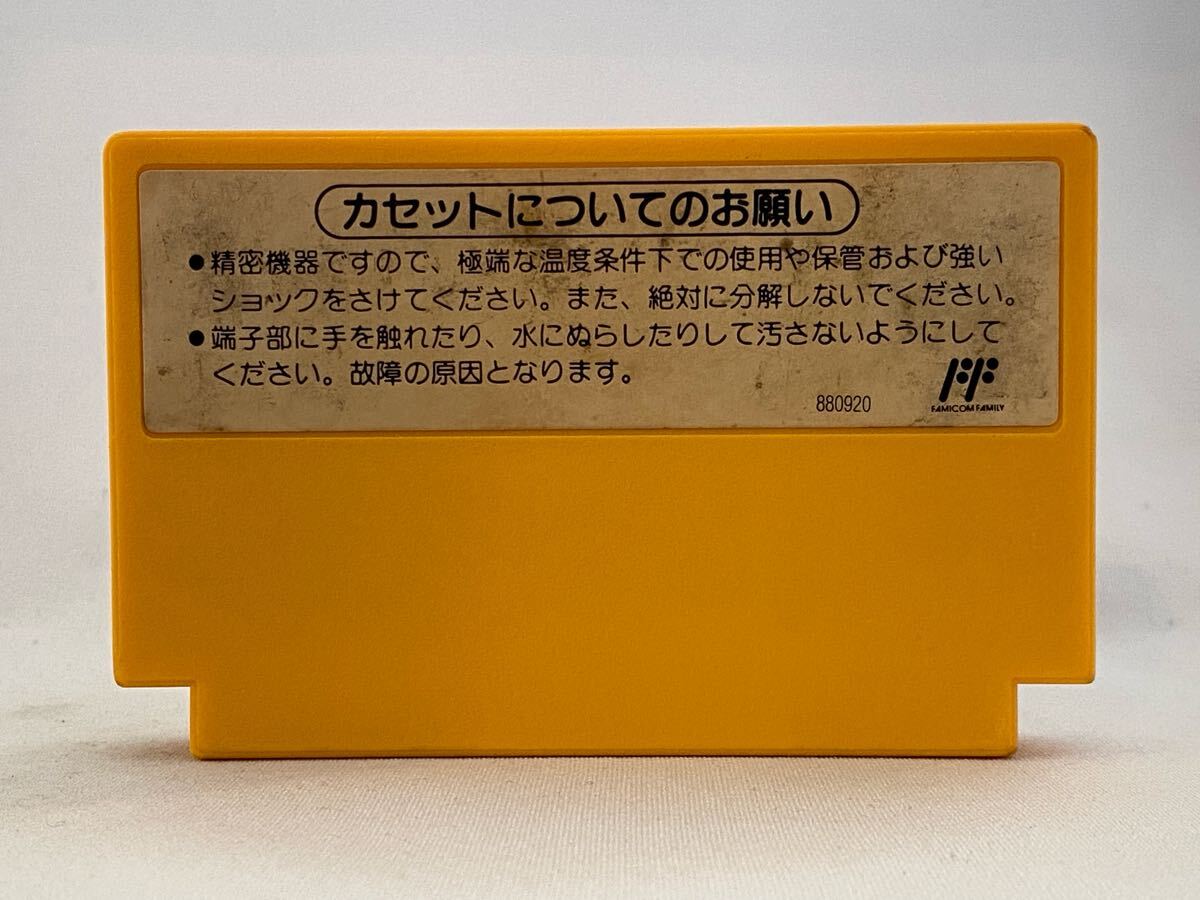 カセットについてのお願い
●精密機器ですので、極端な温度条件下での使用や保管および強い
ショックをさけてください。また、絶対に分解しないでください。
●端子部に手を触れたり、水にぬらしたりして汚さないようにして
ください。故障の原因となります。
880920
FF
FAMICOM FAMILY